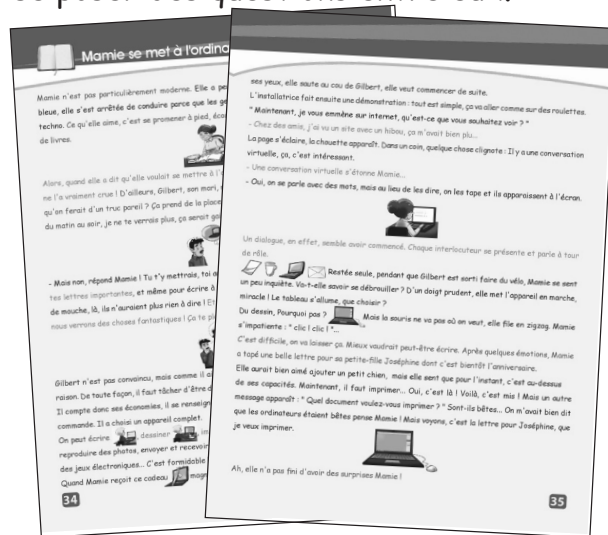 se poser des questions entre eux.
Mamie se met à l'ordina
Mamie n'est pas particulièrement moderne. Elle a pe
bleue, elle s'est arrêtée de conduire parce que les ge
techno. Ce qu'elle aime, c'est se promener à pied, éco
de livres.
Alors, quand elle a dit qu'elle voulait se mettre à l'
ne l'a vraiment crue ! D'ailleurs, Gilbert, son mari,
qu'on ferait d'un truc pareil ? Ça prend de la place
du matin au soir, je ne te verrais plus, ça serait gai
- Mais non, répond Mamie ! Tu t'y mettrais, toi a
tes lettres importantes, et même pour écrire à
de mouche, là, ils n'auraient plus rien à dire ! Et
nous verrons des choses fantastiques ! Ça te pl
Gilbert n'est pas convaincu, mais comme il a
raison. De toute façon, il faut tâcher d'être d
Il compte donc ses économies, il se renseign
commande. Il a choisi un appareil complet.
On peut écrire , dessiner , im
reproduire des photos, envoyer et recevoir
des jeux électroniques... C'est formidable
Quand Mamie reçoit ce cadeau magn
34
ses yeux, elle saute au cou de Gilbert, elle veut commencer de suite.
L'installatrice fait ensuite une démonstration : tout est simple, ça va aller comme sur des roulettes.
" Maintenant, je vous emmène sur internet, qu'est-ce que vous souhaitez voir ? "
- Chez des amis, j'ai vu un site avec un hibou, ça m'avait bien plu...
La page s'éclaire, la chouette apparaît. Dans un coin, quelque chose clignote : Il y a une conversation
virtuelle, ça, c'est intéressant.
- Une conversation virtuelle s'étonne Mamie...
- Oui, on se parle avec des mots, mais au lieu de les dire, on les tape et ils apparaissent à l'écran.
Un dialogue, en effet, semble avoir commencé. Chaque interlocuteur se présente et parle à tour
de rôle.
Restée seule, pendant que Gilbert est sorti faire du vélo, Mamie se sent
un peu inquiète. Va-t-elle savoir se débrouiller ? D'un doigt prudent, elle met l'appareil en marche,
miracle ! Le tableau s'allume, que choisir ?
Du dessin, Pourquoi pas ? Mais la souris ne va pas où on veut, elle file en zigzag. Mamie
s'impatiente : " clic ! clic ! "...
C'est difficile, on va laisser ça. Mieux vaudrait peut-être écrire. Après quelques émotions, Mamie
a tapé une belle lettre pour sa petite-fille Joséphine dont c'est bientôt l'anniversaire.
Elle aurait bien aimé ajouter un petit chien, mais elle sent que pour l'instant, c'est au-dessus
de ses capacités. Maintenant, il faut imprimer... Oui, c'est là ! Voilà, c'est mis ! Mais un autre
message apparaît : " Quel document voulez-vous imprimer ? " Sont-ils bêtes... On m'avait bien dit
que les ordinateurs étaient bêtes pense Mamie ! Mais voyons, c'est la lettre pour Joséphine, que
je veux imprimer.
Ah, elle n'a pas fini d'avoir des surprises Mamie !
35